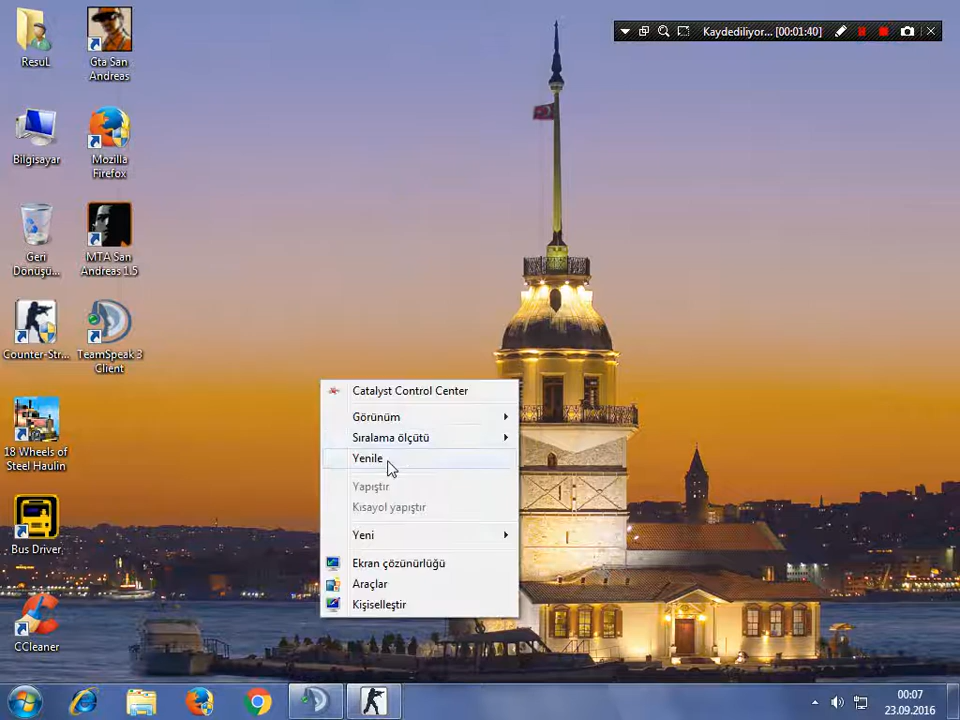 Kaydediliyor... [00:01:40]
ResuL
Gta San
Andreas
Bilgisayar
Mozilla
Firefox
Geri
Dönüşü...
MTA San
Andreas 1.5
Counter-Str...
TeamSpeak 3
Client
18 Wheels of
Steel Haulin
Bus Driver
CCleaner
Catalyst Control Center
Görünüm
Sıralama ölçütü
Yenile
Yapıştır
Kısayol yapıştır
Yeni
Ekran çözünürlüğü
Araçlar
Kişiselleştir
00:07
23.09.2016